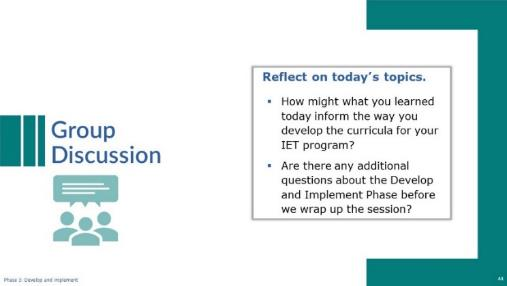 Group
Discussion
Reflect on today's topics.
▪ How might what you learned
today inform the way you
develop the curricula for your
IET program?
▪ Are there any additional
questions about the Develop
and Implement Phase before
we wrap up the session?
Phase 2: Develop and Implement